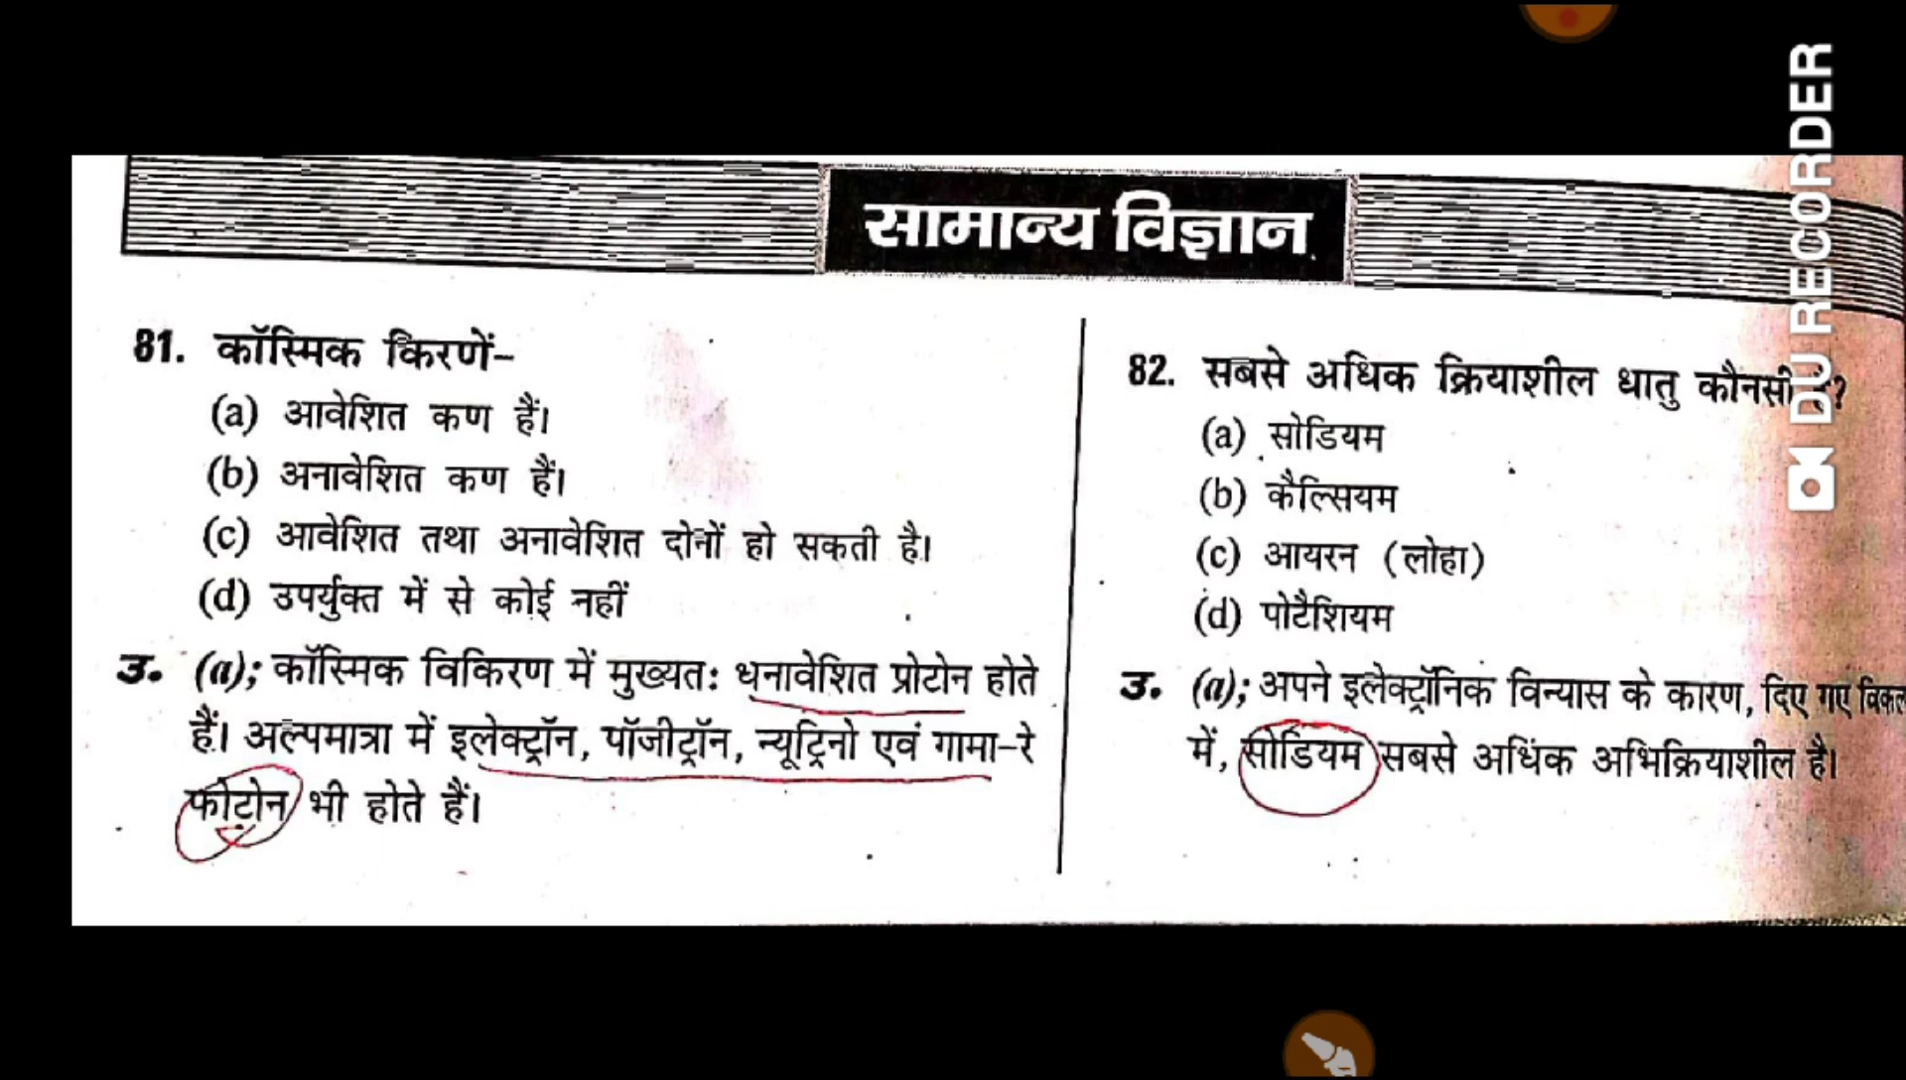 सामान्य विज्ञान
81. कॉस्मिक किरणें–
(a) आवेशित कण हैं।
(b) अनावेशित कण हैं।
(c) आवेशित तथा अनावेशित दोनों हो सकती है।
(d) उपर्युक्त में से कोई नहीं
उ. (a); कॉस्मिक विकिरण में मुख्यतः धनावेशित प्रोटोन होते
हैं। अल्पमात्रा में इलेक्ट्रॉन, पॉजीट्रॉन, न्यूट्रिनो एवं गामा–रे
फोटोन भी होते हैं।
82. सबसे अधिक क्रियाशील धातु कौनसी है?
(a) सोडियम
(b) कैल्सियम
(c) आयरन (लोहा)
(d) पोटैशियम
उ. (a); अपने इलैक्ट्रॉनिक विन्यास के कारण, दिए गए
में, सोडियम सबसे अधिक अभिक्रियाशील है।
DU RECORDER